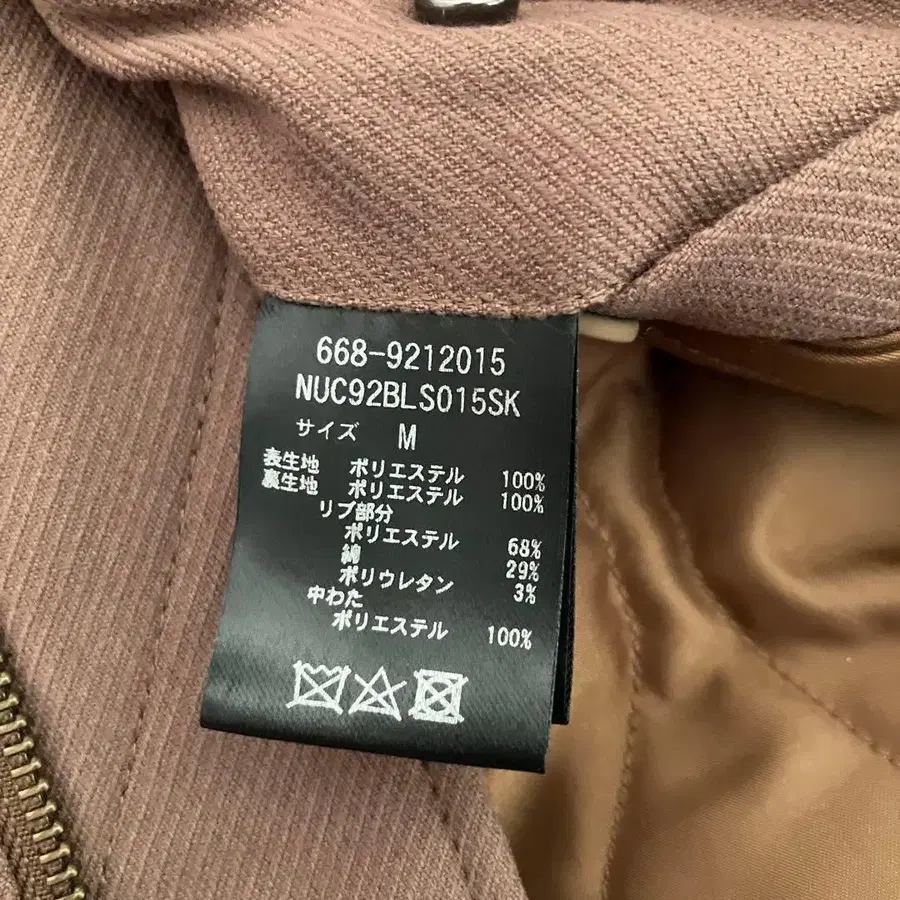 668-9212015
NUC92BLS015SK
サイズ M
表生地 ポリエステル 100%
裏生地 ポリエステル 100%
リブ部分
ポリエステル 68%
綿 29%
ポリウレタン 3%
中わた
ポリエステル 100%